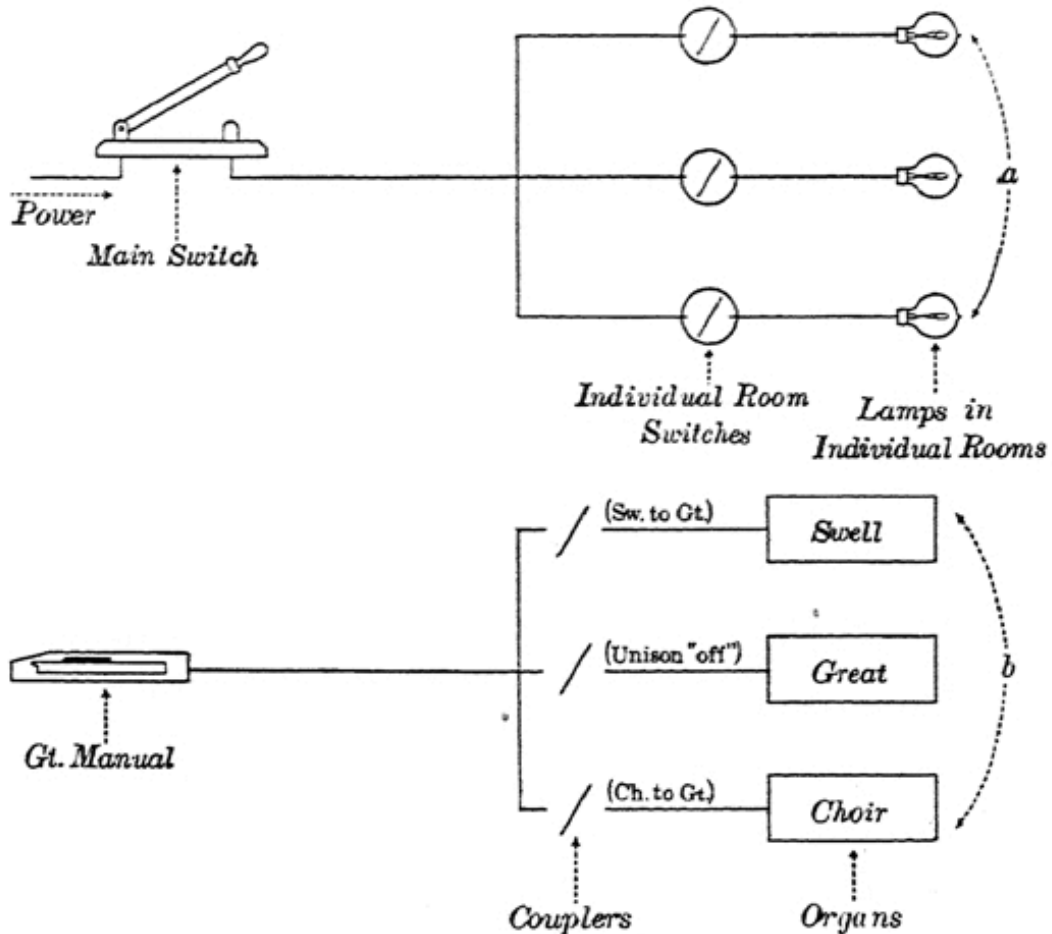 a
Power
Main Switch
Individual Room
Switches
Lamps in
Individual Rooms
(Sw. to Gt.)
Swell
(Unison "off")
Great
b
Gt. Manual
(Ch. to Gt.)
Choir
Couplers
Organs